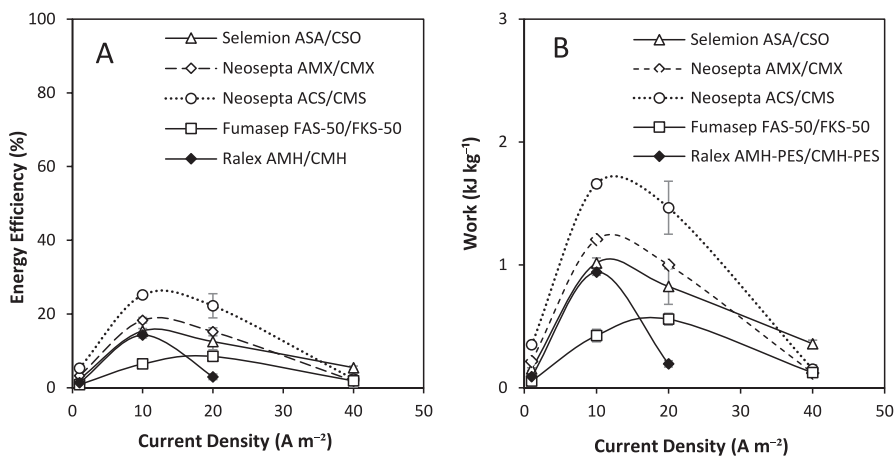 A
Selemion ASA/CSO
Neosepta AMX/CMX
Neosepta ACS/CMS
Fumasep FAS-50/FKS-50
Ralex AMH/CMH
Energy Efficiency (%)
100
80
60
40
20
0
0 10 20 30 40 50
Current Density (A m⁻²)
B
Selemion ASA/CSO
Neosepta AMX/CMX
Neosepta ACS/CMS
Fumasep FAS-50/FKS-50
Ralex AMH-PES/CMH-PES
Work (kJ kg⁻¹)
3
2
1
0
0 10 20 30 40 50
Current Density (A m⁻²)